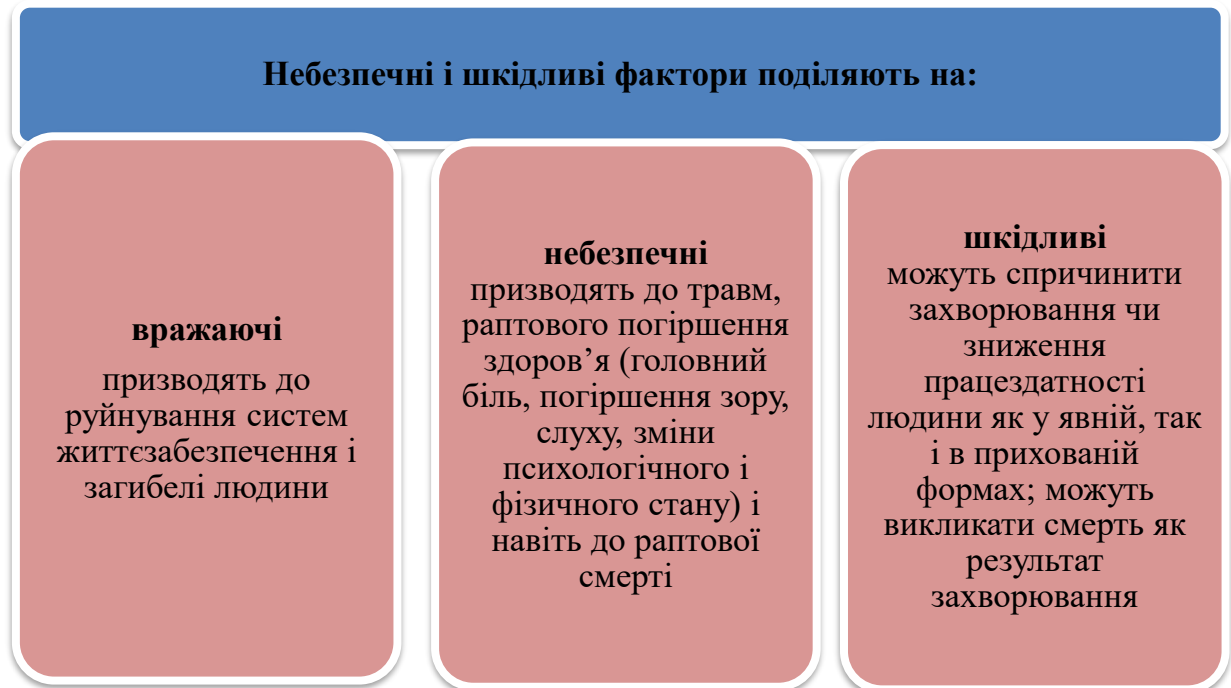 Небезпечні і шкідливі фактори поділяють на:
вражаючі
призводять до
руйнування систем
життєзабезпечення і
загибелі людини
небезпечні
призводять до травм,
раптового погіршення
здоров’я (головний
біль, погіршення зору,
слуху, зміни
психологічного і
фізичного стану) і
навіть до раптової
смерті
шкідливі
можуть спричинити
захворювання чи
зниження
працездатності
людини як у явній, так
і в прихованій
формах; можуть
викликати смерть як
результат
захворювання